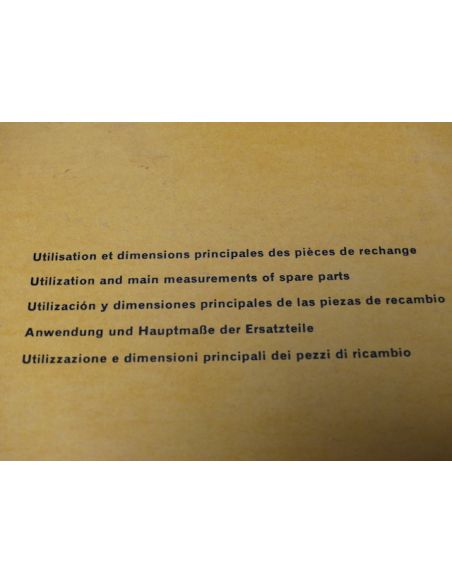 Utilisation et dimensions principales des pièces de rechange
Utilization and main measurements of spare parts
Utilización y dimensiones principales de las piezas de recambio
Anwendung und Hauptmaße der Ersatzteile
Utilizzazione e dimensioni principali dei pezzi di ricambio